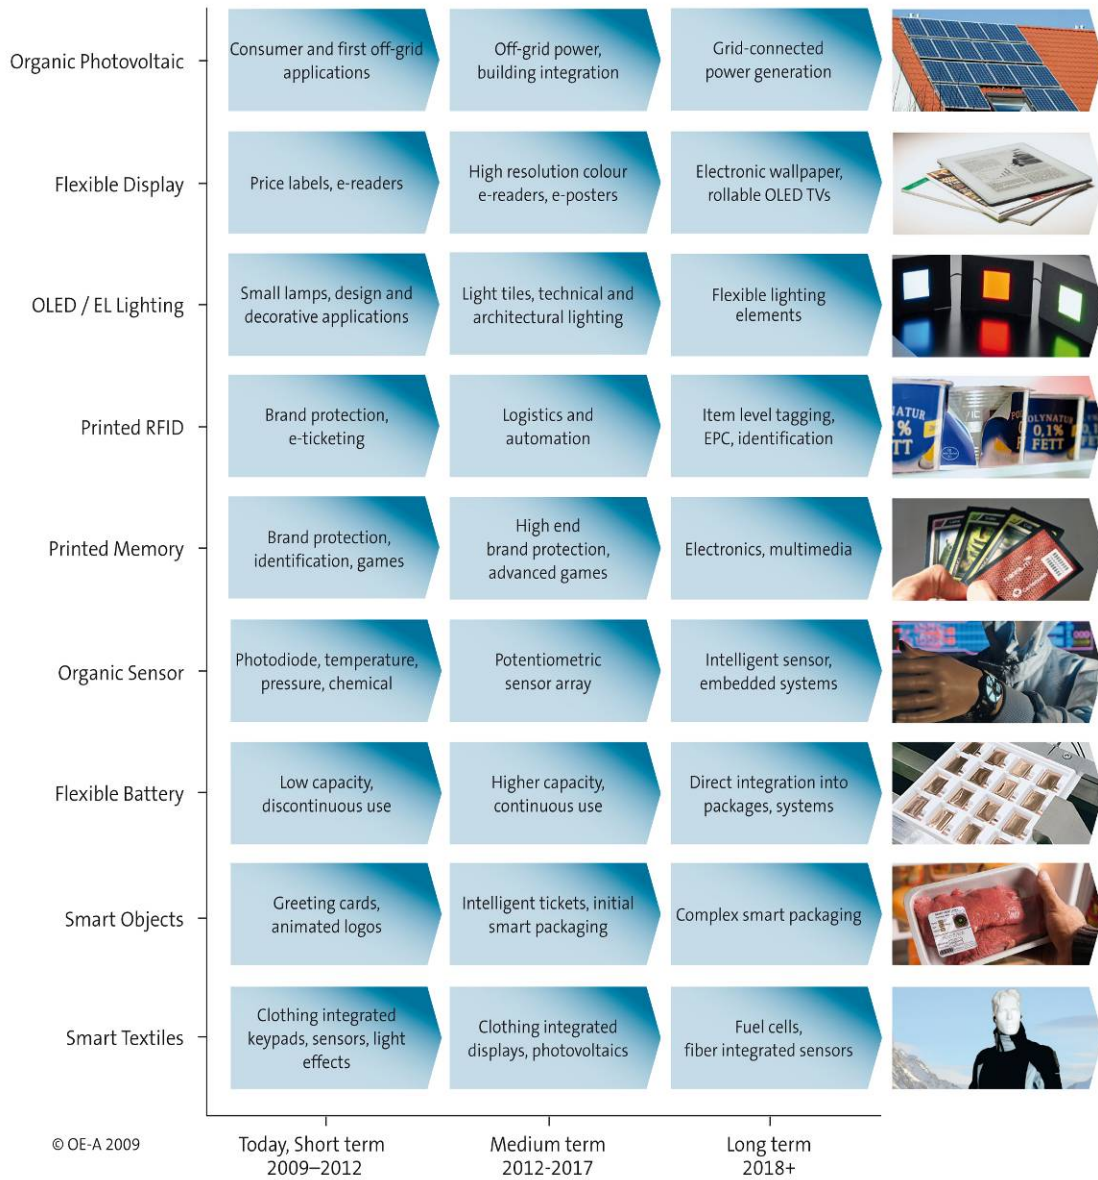 Organic Photovoltaic
Consumer and first off-grid
applications
Off-grid power,
building integration
Grid-connected
power generation
Flexible Display
Price labels, e-readers
High resolution colour
e-readers, e-posters
Electronic wallpaper,
rollable OLED TVs
OLED / EL Lighting
Small lamps, design and
decorative applications
Light tiles, technical and
architectural lighting
Flexible lighting
elements
Printed RFID
Brand protection,
e-ticketing
Logistics and
automation
Item level tagging,
EPC, identification
YNATUR
1%
TT
OLYNATUR
0,1%
FETT
Printed Memory
Brand protection,
identification, games
High end
brand protection,
advanced games
Electronics, multimedia
Organic Sensor
Photodiode, temperature,
pressure, chemical
Potentiometric
sensor array
Intelligent sensor,
embedded systems
Flexible Battery
Low capacity,
discontinuous use
Higher capacity,
continuous use
Direct integration into
packages, systems
Smart Objects
Greeting cards,
animated logos
Intelligent tickets, initial
smart packaging
Complex smart packaging
Smart Textiles
Clothing integrated
keypads, sensors, light
effects
Clothing integrated
displays, photovoltaics
Fuel cells,
fiber integrated sensors
© OE-A 2009
Today, Short term
2009–2012
Medium term
2012-2017
Long term
2018+